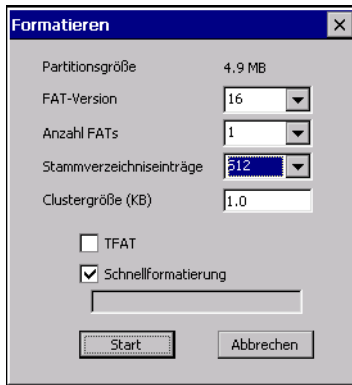 Formatieren
Partitionsgröße 4.9 MB
FAT-Version 16
Anzahl FATs 1
Stammverzeichniseinträge 512
Clustergröße (KB) 1.0
TFAT
Schnellformatierung
Start Abbrechen